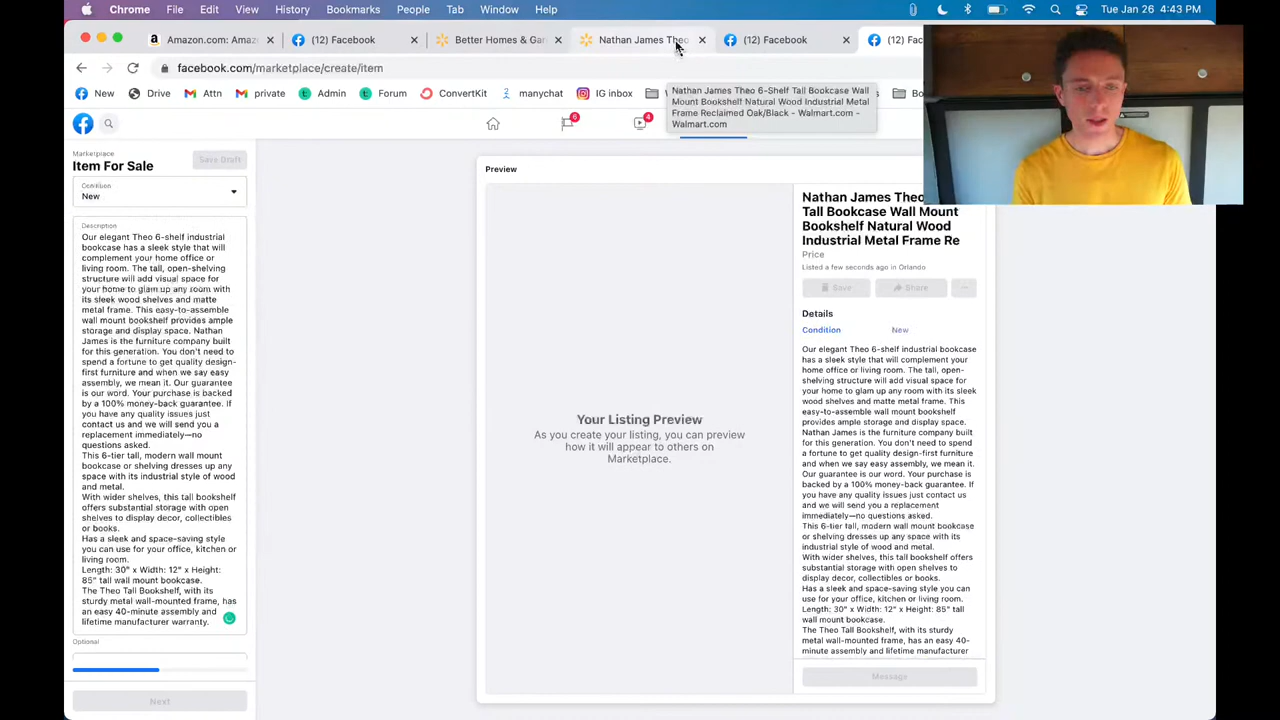 Chrome File Edit View History Bookmarks People Tab Window Help
Tue Jan 26 4:43 PM
Amazon.com: Amaz
(12) Facebook
Better Homes & Gar
Nathan James Theo
(12) Facebook
(12) Fac
facebook.com/marketplace/create/item
New Drive Attn private Admin Forum ConvertKit manychat IG inbox
Nathan James Theo 6-Shelf Tall Bookcase Wall
Mount Bookshelf Natural Wood Industrial Metal
Frame Reclaimed Oak/Black - Walmart.com -
Walmart.com
Marketplace
Item For Sale
Save Draft
Condition
New
Description
Our elegant Theo 6-shelf industrial
bookcase has a sleek style that will
complement your home office or
living room. The tall, open-shelving
structure will add visual space for
your home to glam up any room with
its sleek wood shelves and matte
metal frame. This easy-to-assemble
wall mount bookshelf provides ample
storage and display space. Nathan
James is the furniture company built
for this generation. You don't need to
spend a fortune to get quality design-
first furniture and when we say easy
assembly, we mean it. Our guarantee
is our word. Your purchase is backed
by a 100% money-back guarantee. If
you have any quality issues just
contact us and we will send you a
replacement immediately—no
questions asked.
This 6-tier tall, modern wall mount
bookcase or shelving dresses up any
space with its industrial style of wood
and metal.
With wider shelves, this tall bookshelf
offers substantial storage with open
shelves to display decor, collectibles
or books.
Has a sleek and space-saving style
you can use for your office, kitchen or
living room.
Length: 30" x Width: 12" x Height:
85" tall wall mount bookcase.
The Theo Tall Bookshelf, with its
sturdy metal wall-mounted frame, has
an easy 40-minute assembly and
lifetime manufacturer warranty.
Optional
Next
Preview
Your Listing Preview
As you create your listing, you can preview
how it will appear to others on
Marketplace.
Nathan James Theo
Tall Bookcase Wall Mount
Bookshelf Natural Wood
Industrial Metal Frame Re
Price
Listed a few seconds ago in Orlando
Save
Share
Details
Condition New
Our elegant Theo 6-shelf industrial bookcase
has a sleek style that will complement your
home office or living room. The tall, open-
shelving structure will add visual space for
your home to glam up any room with its sleek
wood shelves and matte metal frame. This
easy-to-assemble wall mount bookshelf
provides ample storage and display space.
Nathan James is the furniture company built
for this generation. You don't need to spend
a fortune to get quality design-first furniture
and when we say easy assembly, we mean it.
Our guarantee is our word. Your purchase is
backed by a 100% money-back guarantee. If
you have any quality issues just contact us
and we will send you a replacement
immediately—no questions asked.
This 6-tier tall, modern wall mount bookcase
or shelving dresses up any space with its
industrial style of wood and metal.
With wider shelves, this tall bookshelf offers
substantial storage with open shelves to
display decor, collectibles or books.
Has a sleek and space-saving style you can
use for your office, kitchen or living room.
Length: 30" x Width: 12" x Height: 85" tall
wall mount bookcase.
The Theo Tall Bookshelf, with its sturdy
metal wall-mounted frame, has an easy 40-
minute assembly and lifetime manufacturer
Message